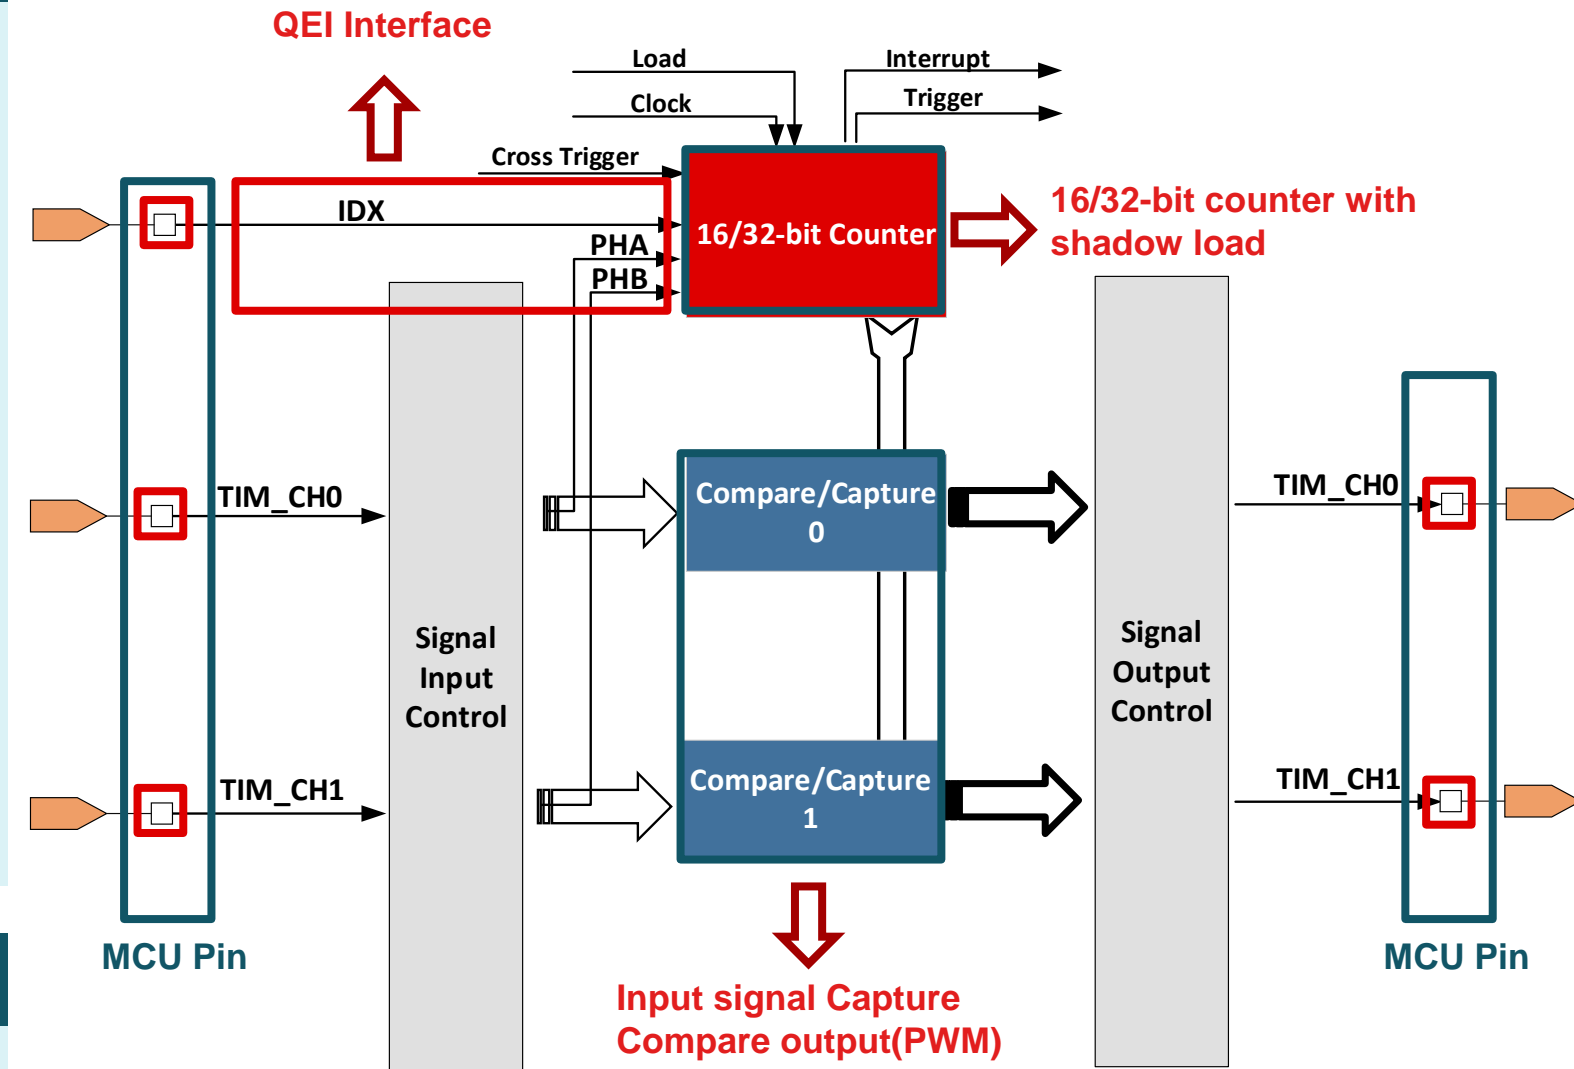 QEI Interface
Load
Interrupt
Clock
Trigger
Cross Trigger
IDX
PHA
PHB
16/32-bit Counter
16/32-bit counter with
shadow load
TIM_CH0
Compare/Capture
0
TIM_CH0
Signal
Input
Control
Signal
Output
Control
TIM_CH1
Compare/Capture
1
TIM_CH1
MCU Pin
MCU Pin
Input signal Capture
Compare output(PWM)